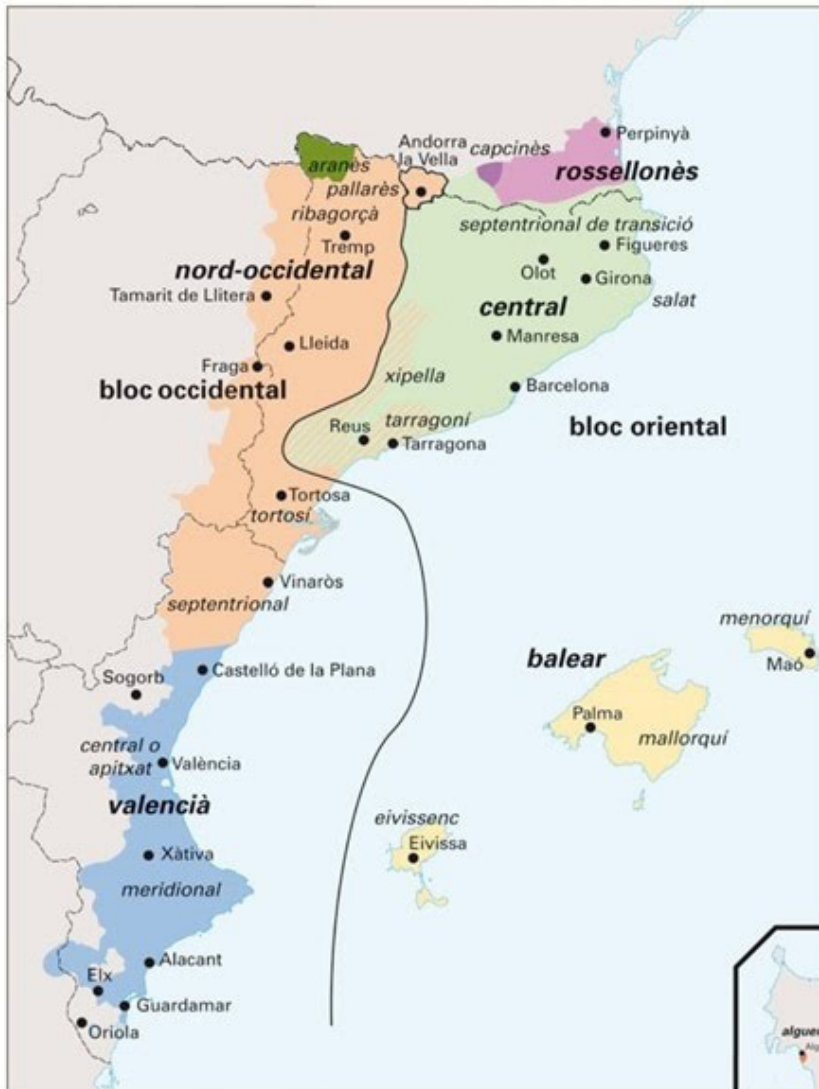 Perpinyà
Andorra
la Vella
capcinès
rossellonès
aranès
pallarès
ribagorçà
Tremp
septentrional de transició
Figueres
Olot
Girona
nord-occidental
Tamarit de Llitera
central
salat
Manresa
Lleida
Fraga
xipella
bloc occidental
Barcelona
tarragoní
Reus
Tarragona
bloc oriental
Tortosa
tortosí
Vinaròs
septentrional
menorquí
Maó
balear
Castelló de la Plana
Sogorb
Palma
mallorquí
central o
apitxat
València
valencià
eivissenc
Eivissa
Xàtiva
meridional
Alacant
Elx
Guardamar
Oriola
algue
Alg